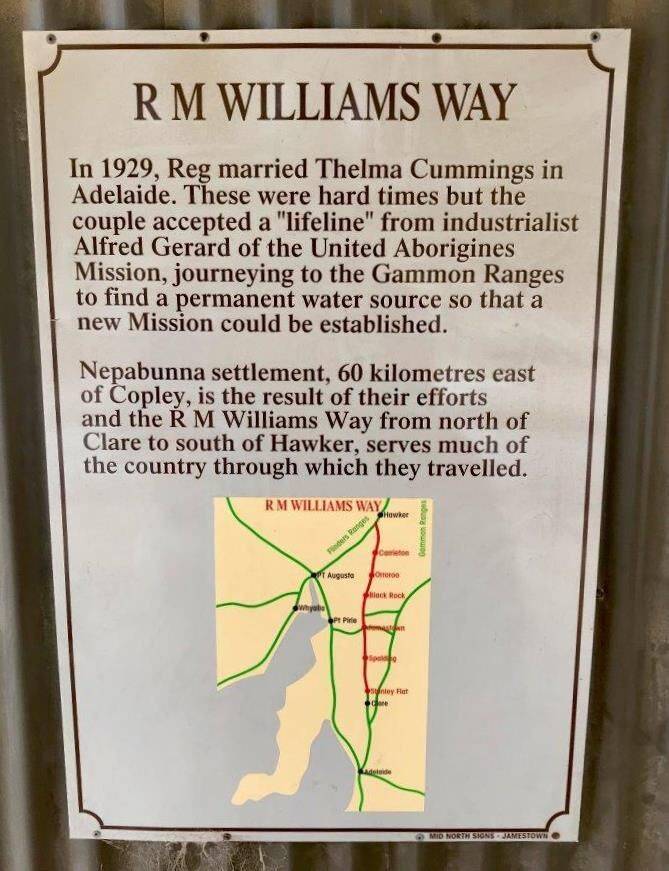 R M WILLIAMS WAY
In 1929, Reg married Thelma Cummings in
Adelaide. These were hard times but the
couple accepted a "lifeline" from industrialist
Alfred Gerard of the United Aborigines
Mission, journeying to the Gammon Ranges
to find a permanent water source so that a
new Mission could be established.
Nepabunna settlement, 60 kilometres east
of Copley, is the result of their efforts
and the R M Williams Way from north of
Clare to south of Hawker, serves much of
the country through which they travelled.
R M WILLIAMS WAY
Hawker
Flinders Ranges
Gammon Ranges
Carrieton
PT Augusta
Orroroo
Black Rock
Whyalla
Pt Pirie
Jamestown
Spalding
Stanley Flat
Clare
Adelaide
MID NORTH SIGNS - JAMESTOWN